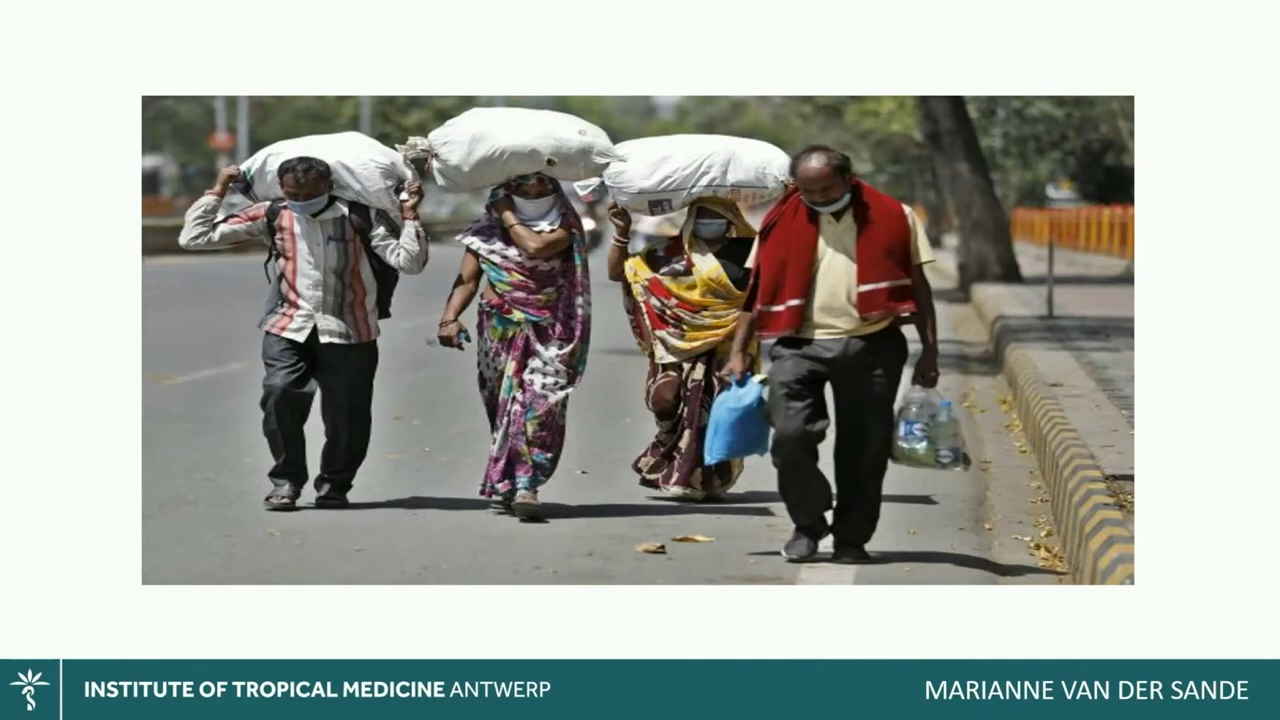 INSTITUTE OF TROPICAL MEDICINE ANTWERP
MARIANNE VAN DER SANDE